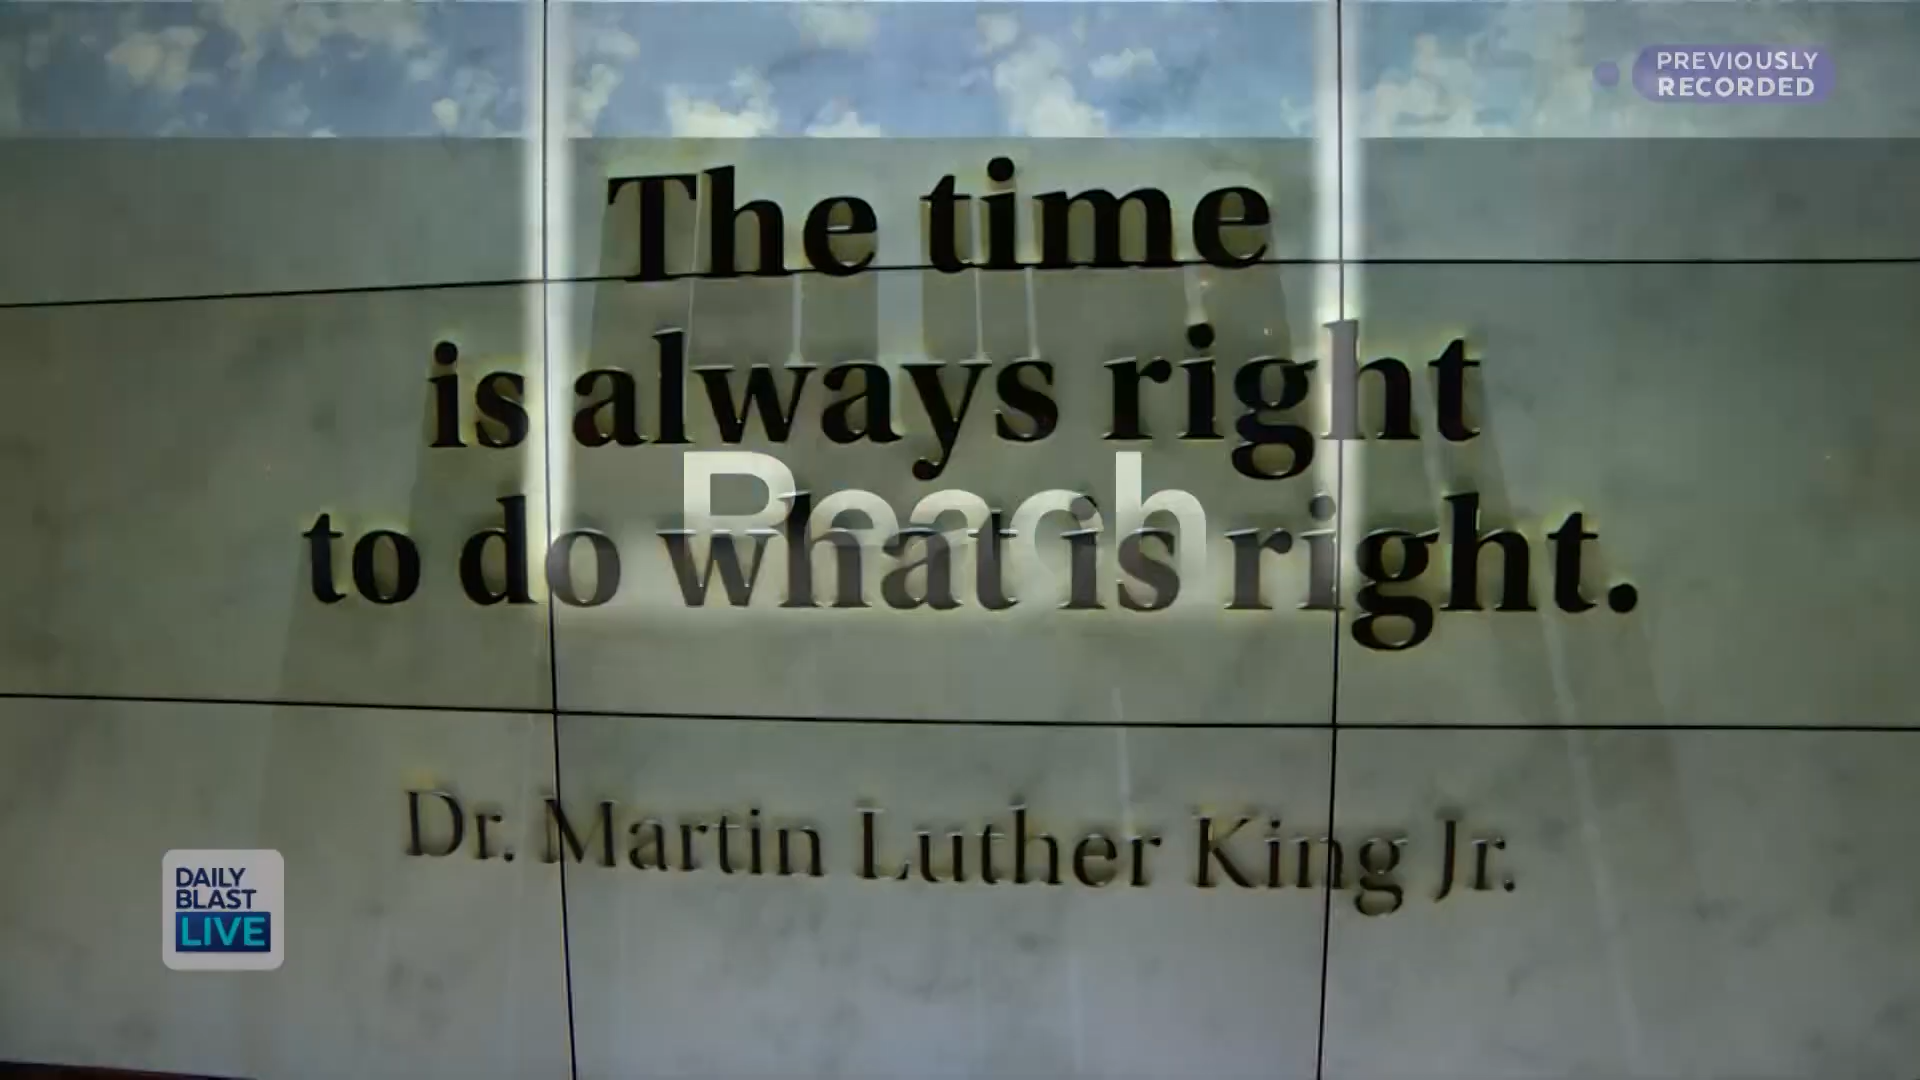 PREVIOUSLY
RECORDED
The time
is always right
Reach
to do what is right.
Dr. Martin Luther King Jr.
DAILY
BLAST
LIVE